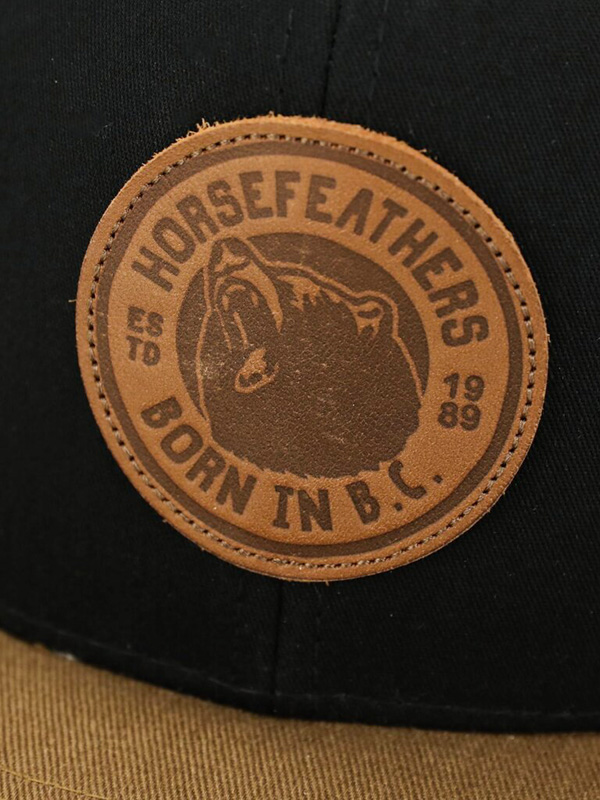 HORSEFEATHERS
ES
TD
19
89
BORN IN B.C.